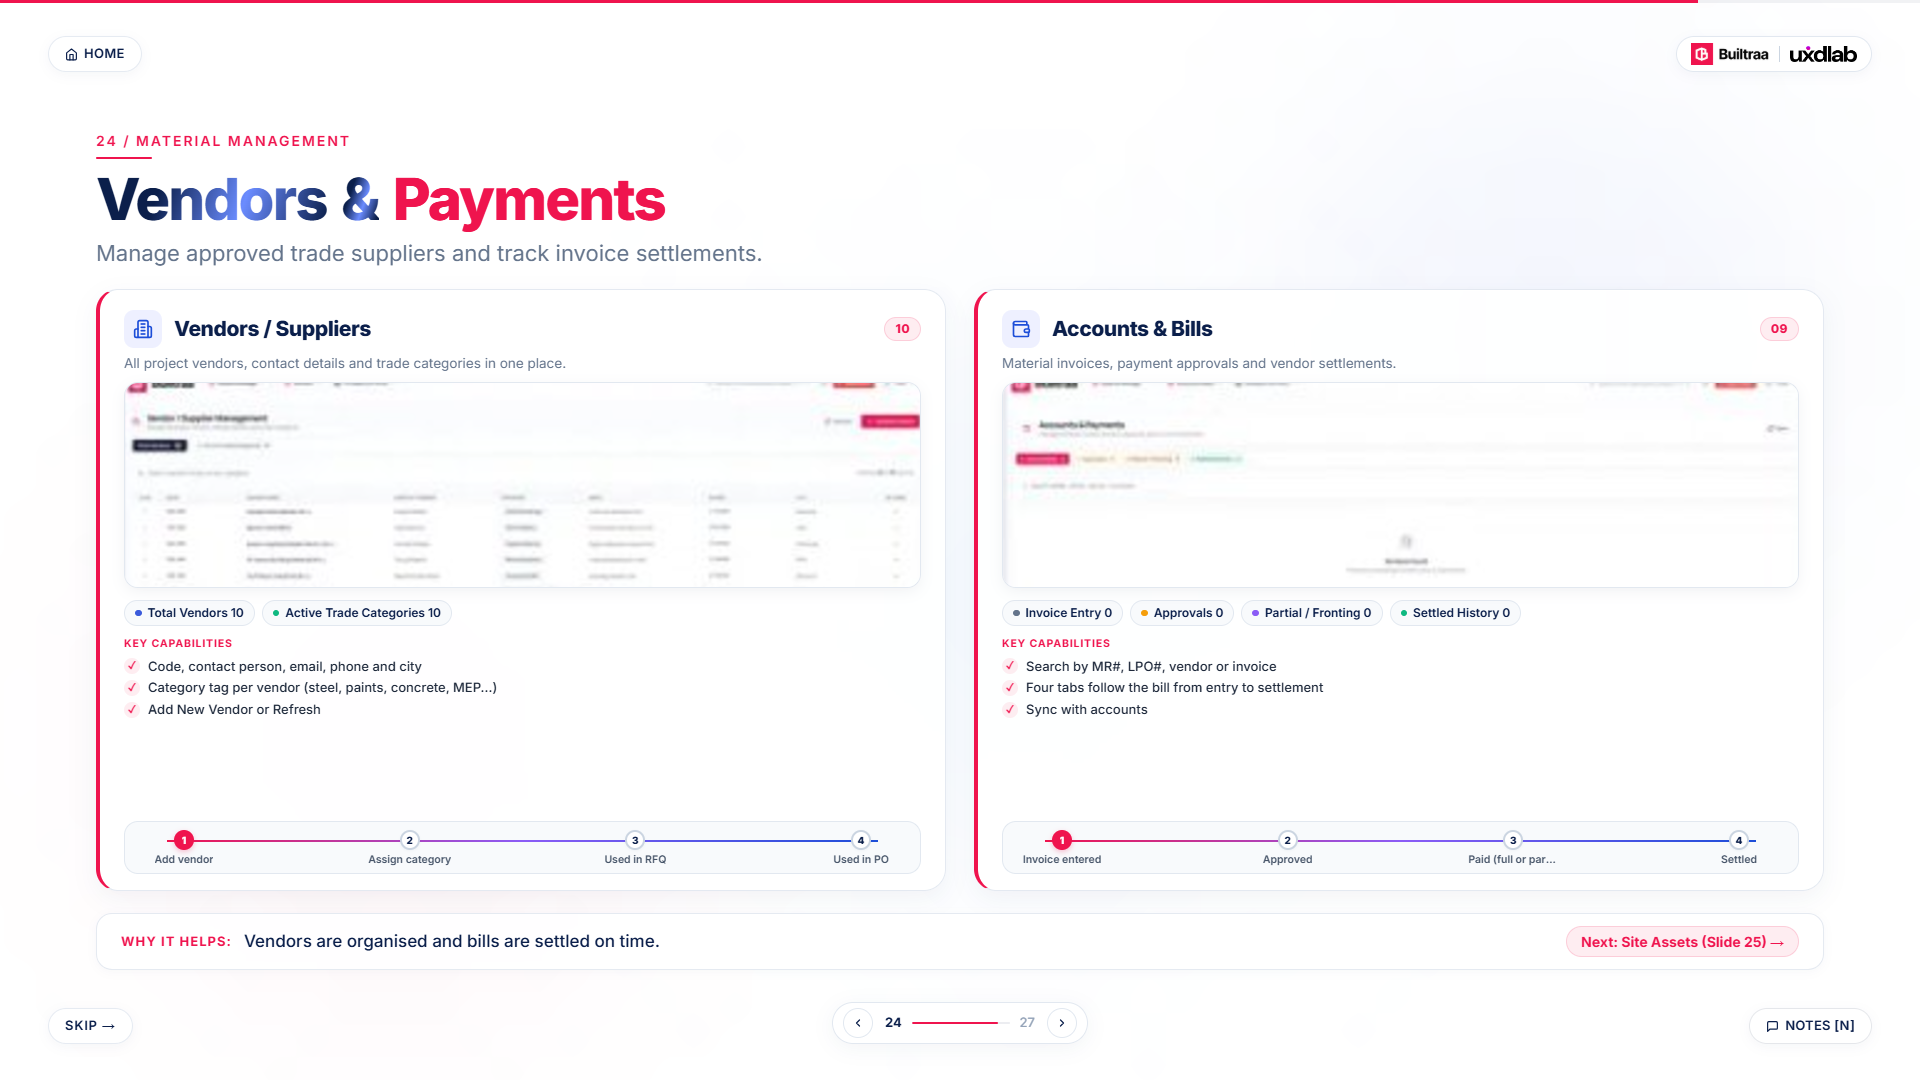 HOME
Builtraa | uxdlab
24 / MATERIAL MANAGEMENT
Vendors & Payments
Manage approved trade suppliers and track invoice settlements.
Vendors / Suppliers
10
All project vendors, contact details and trade categories in one place.
Vendor / Supplier Management
Total Vendors 10
Active Trade Categories 10
KEY CAPABILITIES
✓ Code, contact person, email, phone and city
✓ Category tag per vendor (steel, paints, concrete, MEP...)
✓ Add New Vendor or Refresh
1
2
3
4
Add vendor
Assign category
Used in RFQ
Used in PO
Accounts & Bills
09
Material invoices, payment approvals and vendor settlements.
Accounts & Payments
Invoice Entry 0
Approvals 0
Partial / Fronting 0
Settled History 0
KEY CAPABILITIES
✓ Search by MR#, LPO#, vendor or invoice
✓ Four tabs follow the bill from entry to settlement
✓ Sync with accounts
1
2
3
4
Invoice entered
Approved
Paid (full or par...
Settled
WHY IT HELPS: Vendors are organised and bills are settled on time.
Next: Site Assets (Slide 25) →
SKIP →
‹ 24 27 ›
NOTES [N]